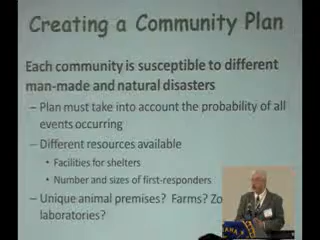 Creating a Community Plan
Each community is susceptible to different
man-made and natural disasters
– Plan must take into account the probability of all
events occurring
– Different resources available
• Facilities for shelters
• Number and sizes of first-responders
– Unique animal premises? Farms?
laboratories?